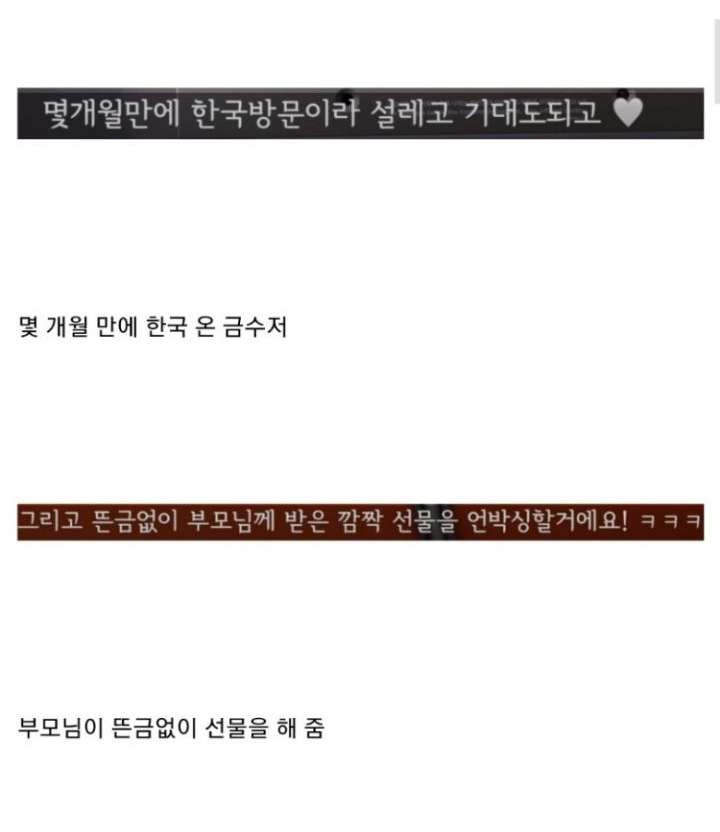 몇개월만에 한국방문이라 설레고 기대도되고 🤍
몇 개월 만에 한국 온 금수저
그리고 뜬금없이 부모님께 받은 깜짝 선물을 언박싱할거에요! ㅋㅋㅋ
부모님이 뜬금없이 선물을 해 줌